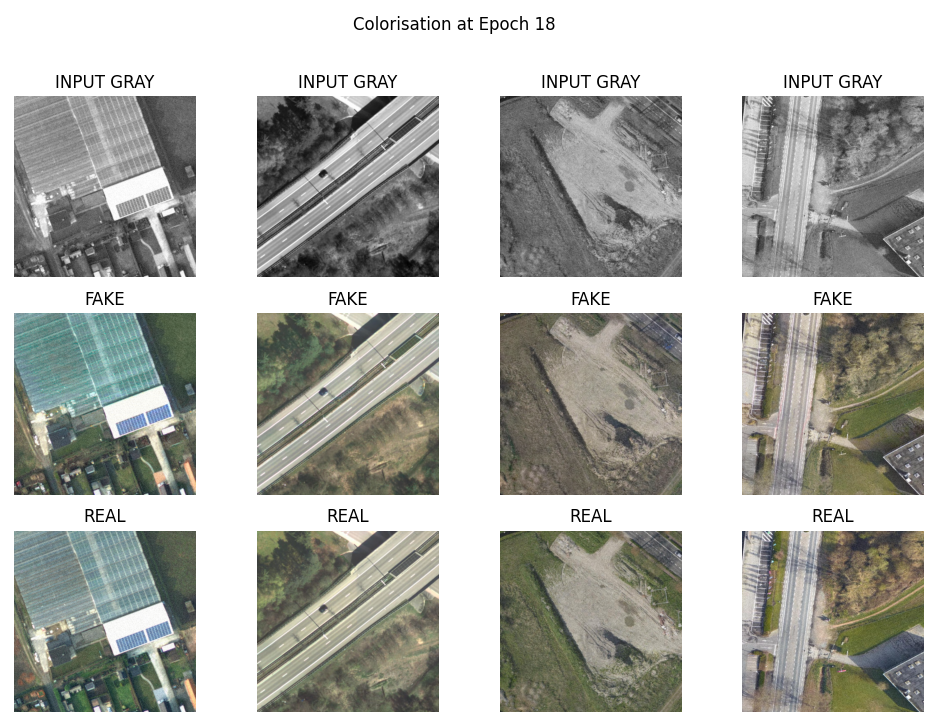 Colorisation at Epoch 18
INPUT GRAY INPUT GRAY INPUT GRAY INPUT GRAY
FAKE FAKE FAKE FAKE
REAL REAL REAL REAL